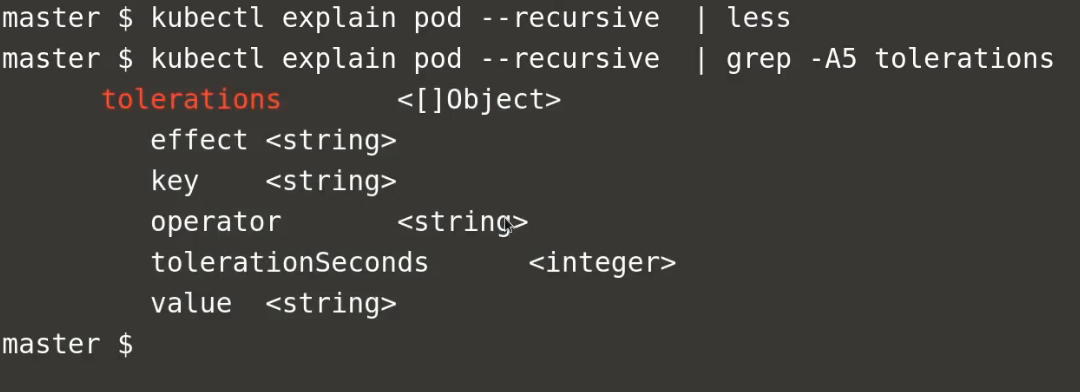 master $ kubectl explain pod --recursive  | less
master $ kubectl explain pod --recursive  | grep -A5 tolerations
tolerations <[]Object>
effect <string>
key <string>
operator <string>
tolerationSeconds <integer>
value <string>
master $